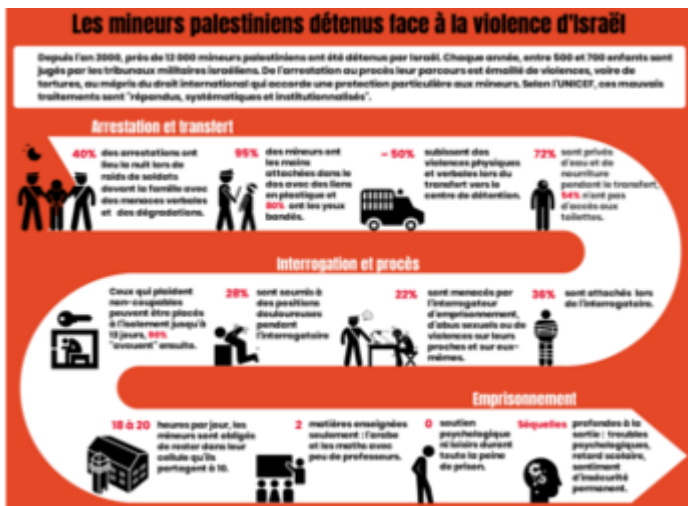 Les mineurs palestiniens détenus face à la violence d'Israël
Depuis l'an 2000, près de 12 000 mineurs palestiniens ont été détenus par Israël. Chaque année, entre 500 et 700 enfants sont
jugés par les tribunaux militaires israéliens. De l'arrestation au procès leur parcours est émaillé de violences, voire de
tortures, au mépris du droit international qui accorde une protection particulière aux mineurs. Selon l'UNICEF, ces mauvais
traitements sont "répandus, systématiques et institutionnalisés".
Arrestation et transfert
40% des arrestations ont
lieu la nuit lors de
raids de soldats
devant la famille avec
des menaces verbales
et des dégradations.
95% des mineurs ont
les mains
attachées dans le
dos avec des liens
en plastique et
80% ont les yeux
bandés.
~ 50% subissent des
violences physiques
et verbales lors du
transfert vers le
centre de détention.
72% sont privés
d'eau et de
nourriture
pendant le transfert,
54% n'ont pas
d'accès aux
toilettes.
Interrogation et procès
Ceux qui plaident
non-coupables
peuvent être placés
à l'isolement jusqu'à
13 jours,
"avouent" ensuite.
28% sont soumis à
des positions
douloureuses
pendant
l'interrogatoire
22% sont menacés par
l'interrogateur
d'emprisonnement,
d'abus sexuels ou de
violences sur leurs
proches et sur eux-
mêmes.
36% sont attachés lors
de l'interrogatoire.
Emprisonnement
18 à 20 heures par jour, les
mineurs sont obligés
de rester dans leur
cellule qu'ils
partagent à 10.
2 matières enseignées
seulement : l'arabe
et les maths avec
peu de professeurs.
0 soutien
psychologique
ni loisirs durant
toute la peine
de prison.
Séquelles profondes à la
sortie : troubles
psychologiques,
retard scolaire,
sentiment
d'insécurité
permanent.